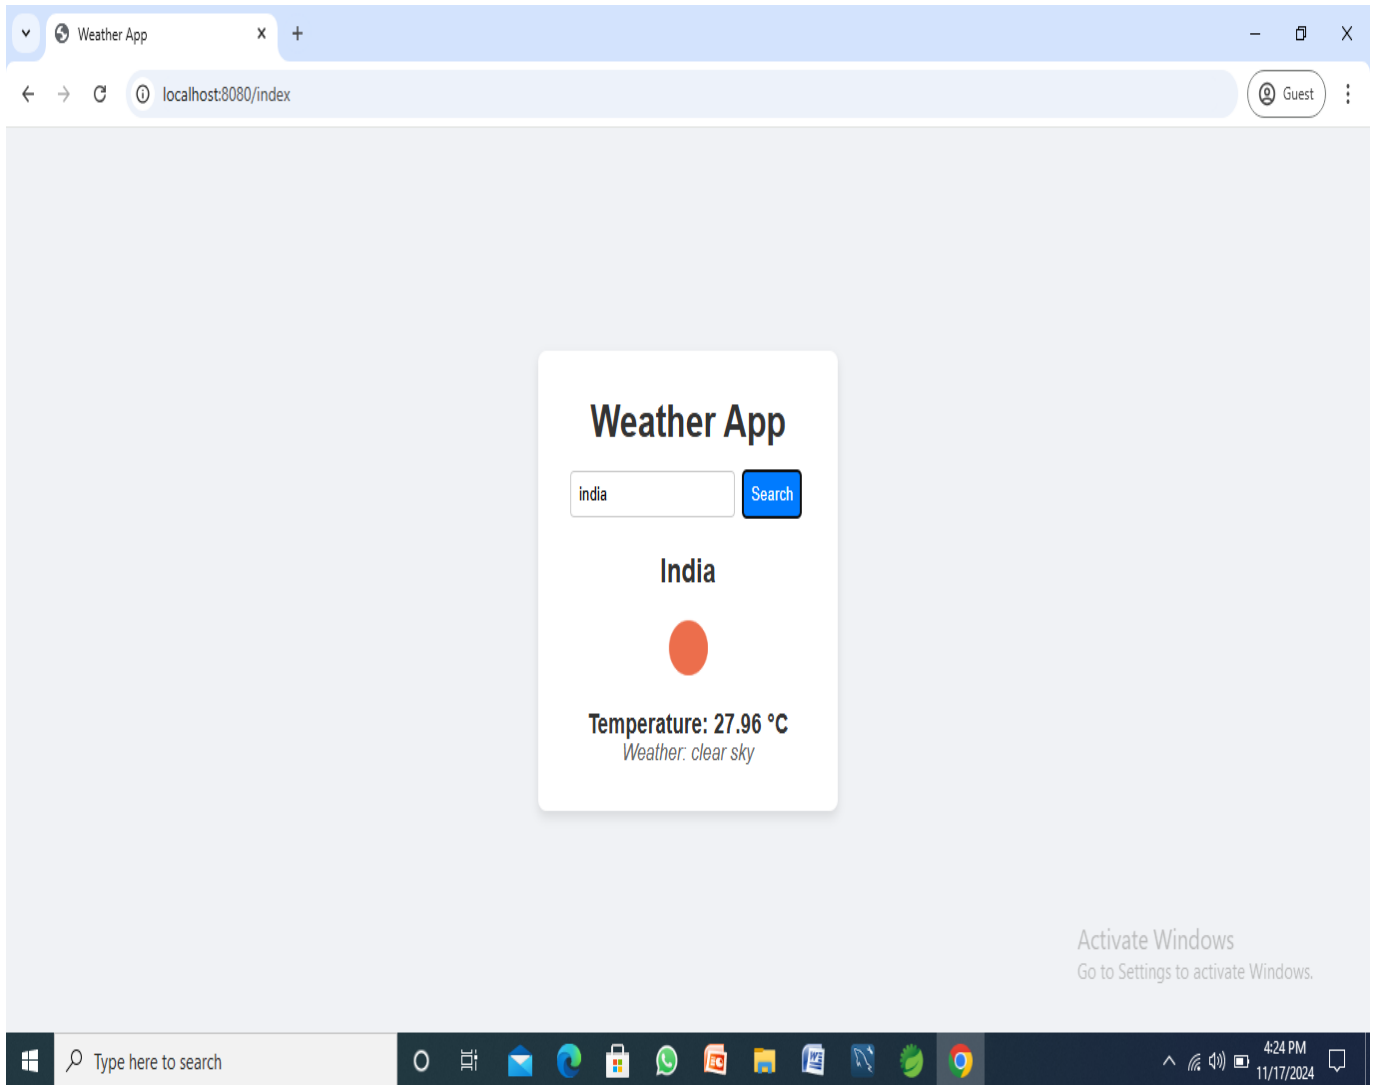 Weather App
localhost:8080/index
Guest
Weather App
india
Search
India
Temperature: 27.96 °C
Weather: clear sky
Activate Windows
Go to Settings to activate Windows.
Type here to search
4:24 PM
11/17/2024